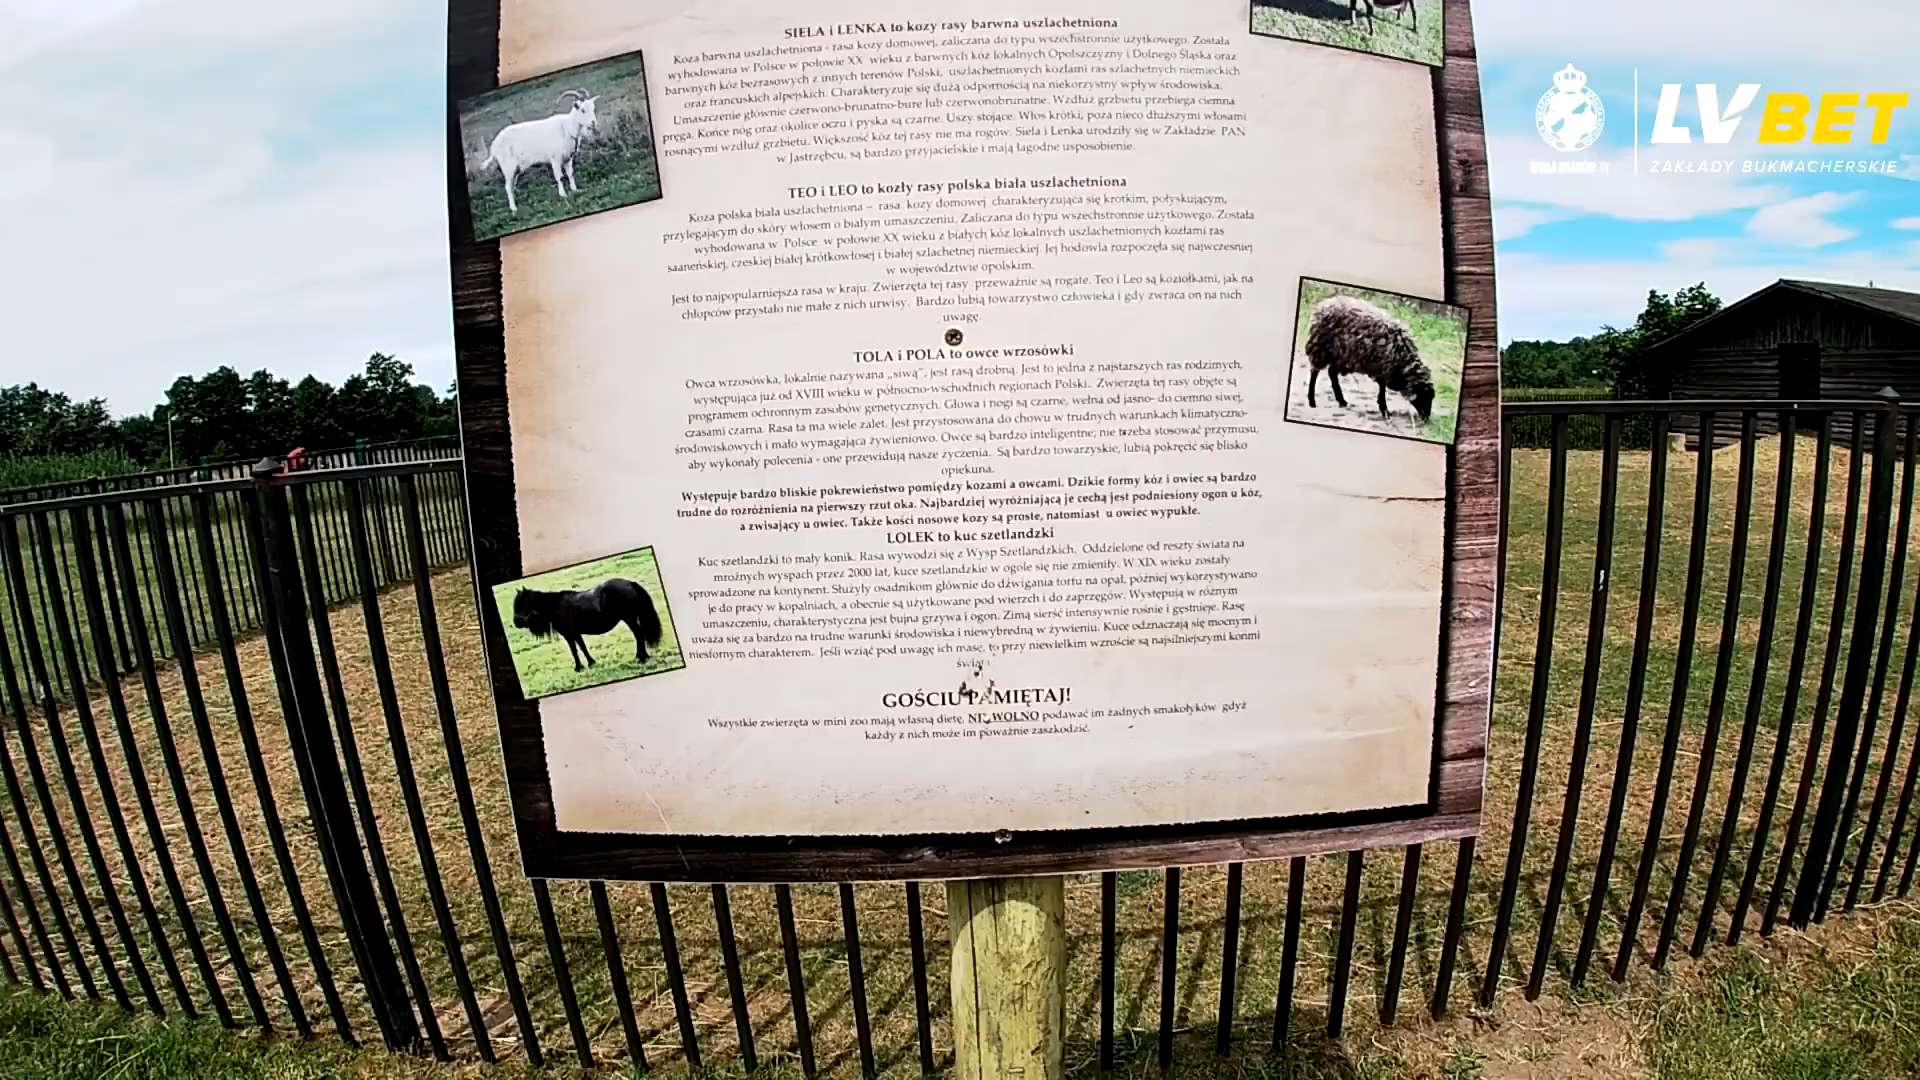 SIELA i LENKA to kozy rasy barwna uszlachetniona
Koza barwna uszlachetniona - rasa kozy domowej, zaliczana do typu wszechstronnie użytkowego. Została
wyhodowana w Polsce w połowie XX wieku z barwnych kóz lokalnych Opolszczyzny i Dolnego Śląska oraz
barwnych kóz bezrasowych z innych terenów Polski, uszlachetnionych kozłami ras szlachetnych niemieckich
oraz francuskich alpejskich. Charakteryzuje się dużą odpornością na niekorzystny wpływ środowiska.
Umaszczenie głównie czerwono-brunatno-bure lub czerwonobrunatne. Wzdłuż grzbietu przebiega ciemna
pręga. Końce nóg oraz okolice oczu i pyska są czarne. Uszy stojące. Włos krótki, poza nieco dłuższymi włosami
rosnącymi wzdłuż grzbietu. Większość kóz tej rasy nie ma rogów. Siela i Lenka urodziły się w Zakładzie PAN
w Jastrzębcu, są bardzo przyjacielskie i mają łagodne usposobienie.
TEO i LEO to kozły rasy polska biała uszlachetniona
Koza polska biała uszlachetniona – rasa kozy domowej charakteryzująca się krótkim, połyskującym,
przylegającym do skóry włosem o białym umaszczeniu. Zaliczana do typu wszechstronnie użytkowego. Została
wyhodowana w Polsce w połowie XX wieku z białych kóz lokalnych uszlachetnionych kozłami ras
saaneńskiej, czeskiej białej krótkowłosej i białej szlachetnej niemieckiej. Jej hodowla rozpoczęła się najwcześniej
w województwie opolskim.
Jest to najpopularniejsza rasa w kraju. Zwierzęta tej rasy przeważnie są rogate. Teo i Leo są koziołkami, jak na
chłopców przystało nie małe z nich urwisy. Bardzo lubią towarzystwo człowieka i gdy zwraca on na nich
uwagę.
TOLA i POLA to owce wrzosówki
Owca wrzosówka, lokalnie nazywana „siwą", jest rasą drobną. Jest to jedna z najstarszych ras rodzimych,
występująca już od XVIII wieku w północno-wschodnich regionach Polski. Zwierzęta tej rasy objęte są
programem ochronnym zasobów genetycznych. Głowa i nogi są czarne, wełna od jasno- do ciemno siwej,
czasami czarna. Rasa ta ma wiele zalet. Jest przystosowana do chowu w trudnych warunkach klimatyczno-
środowiskowych i mało wymagająca żywieniowo. Owce są bardzo inteligentne; nie trzeba stosować przymusu,
aby wykonały polecenia - one przewidują nasze życzenia. Są bardzo towarzyskie, lubią pokręcić się blisko
opiekuna.
Występuje bardzo bliskie pokrewieństwo pomiędzy kozami a owcami. Dzikie formy kóz i owiec są bardzo
trudne do rozróżnienia na pierwszy rzut oka. Najbardziej wyróżniającą je cechą jest podniesiony ogon u kóz,
a zwisający u owiec. Także kości nosowe kozy są proste, natomiast u owiec wypukłe.
LOLEK to kuc szetlandzki
Kuc szetlandzki to mały konik. Rasa wywodzi się z Wysp Szetlandzkich. Oddzielone od reszty świata na
mroźnych wyspach przez 2000 lat, kuce szetlandzkie w ogóle się nie zmieniły. W XIX wieku zostały
sprowadzone na kontynent. Służyły osadnikom głównie do dźwigania torfu na opał, później wykorzystywano
je do pracy w kopalniach, a obecnie są użytkowane pod wierzch i do zaprzęgów. Występują w różnym
umaszczeniu, charakterystyczna jest bujna grzywa i ogon. Zimą sierść intensywnie rośnie i gęstnieje. Rasę
uważa się za bardzo na trudne warunki środowiska i niewybredną w żywieniu. Kuce odznaczają się mocnym i
niesfornym charakterem. Jeśli wziąć pod uwagę ich masę, to przy niewielkim wzroście są najsilniejszymi końmi
świata
GOŚCIU PAMIĘTAJ!
Wszystkie zwierzęta w mini zoo mają własną dietę. NIE WOLNO podawać im żadnych smakołyków gdyż
każdy z nich może im poważnie zaszkodzić.
WISŁA KRAKÓW TV
LV BET
ZAKŁADY BUKMACHERSKIE